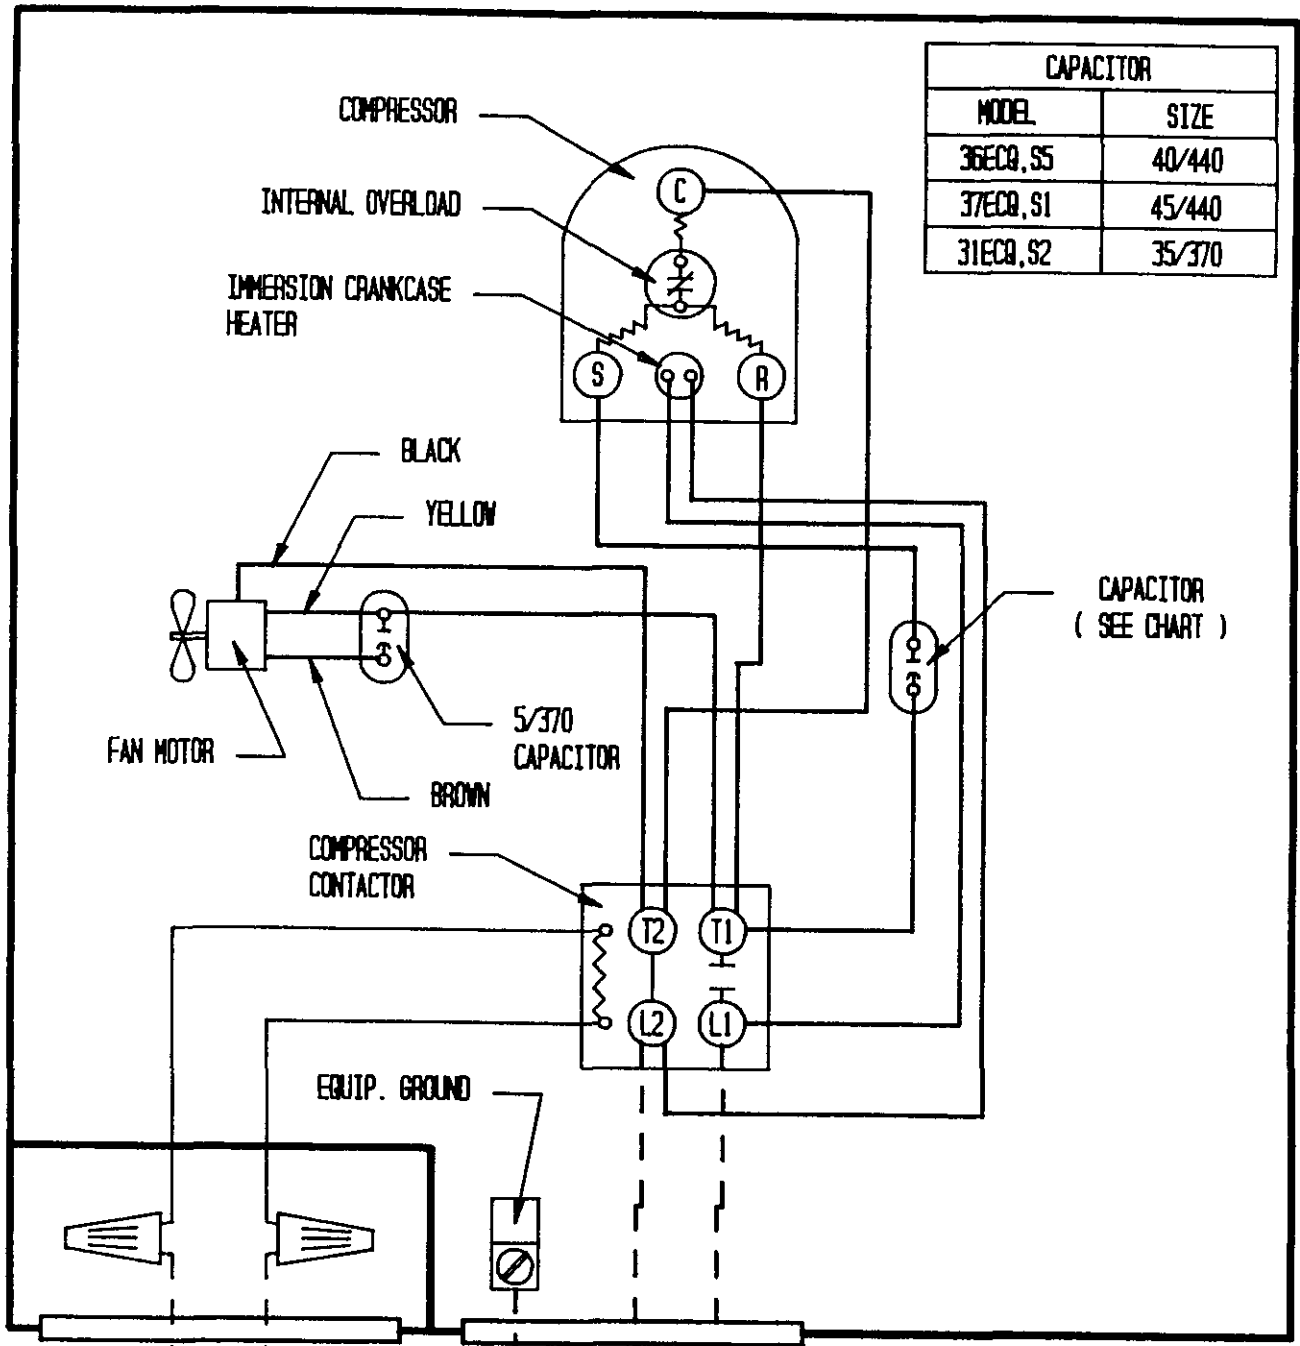 CAPACITOR
MODEL SIZE
36ECQ,S5 40/440
37ECQ,S1 45/440
31ECQ,S2 35/370
COMPRESSOR
C
INTERNAL OVERLOAD
IMMERSION CRANKCASE
HEATER
S
R
BLACK
YELLOW
CAPACITOR
( SEE CHART )
5/370
CAPACITOR
FAN MOTOR
BROWN
COMPRESSOR
CONTACTOR
T2
T1
L2
L1
EQUIP. GROUND